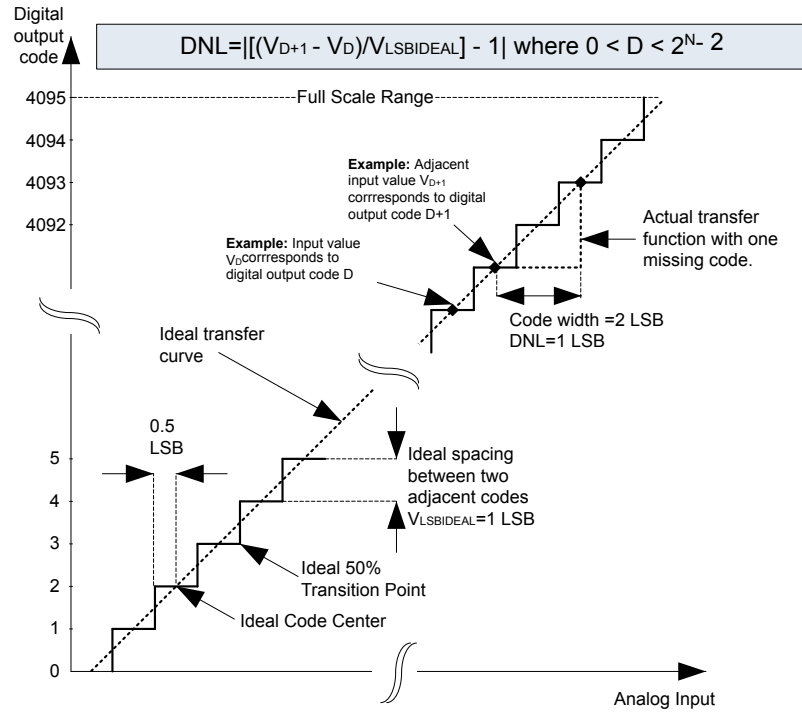 Digital
output
code
DNL=|[(VD+1 - VD)/VLSBIDEAL] - 1| where 0 < D < 2^N- 2
4095
Full Scale Range
4094
4093
4092
Example: Adjacent
input value VD+1
corrresponds to digital
output code D+1
Example: Input value
VDcorrresponds to
digital output code D
Actual transfer
function with one
missing code.
Code width =2 LSB
DNL=1 LSB
Ideal transfer
curve
0.5
LSB
Ideal spacing
between two
adjacent codes
VLSBIDEAL=1 LSB
5
4
3
2
1
0
Ideal 50%
Transition Point
Ideal Code Center
Analog Input